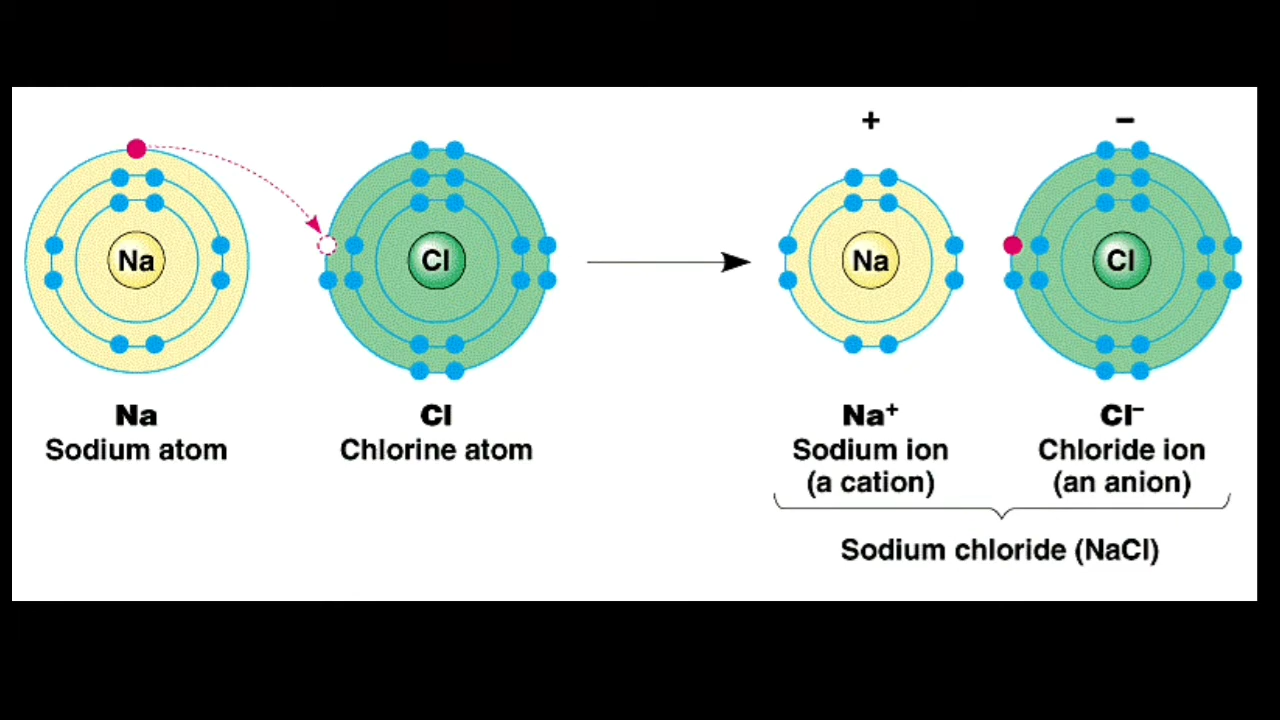 Na
Cl
Na
Cl
+
−
Na
Sodium atom
Cl
Chlorine atom
Na⁺
Sodium ion
(a cation)
Cl⁻
Chloride ion
(an anion)
Sodium chloride (NaCl)